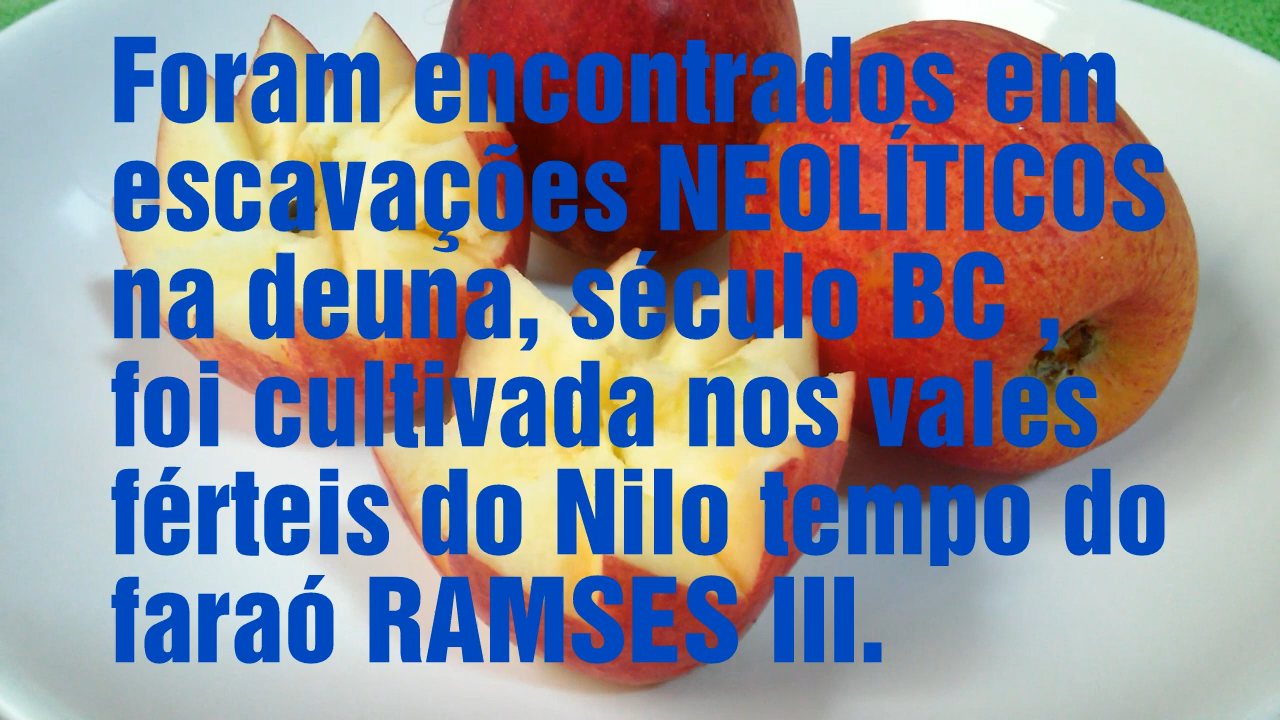 Foram encontrados em
escavações NEOLÍTICOS
na deuna, século BC ,
foi cultivada nos vales
férteis do Nilo tempo do
faraó RAMSES III.